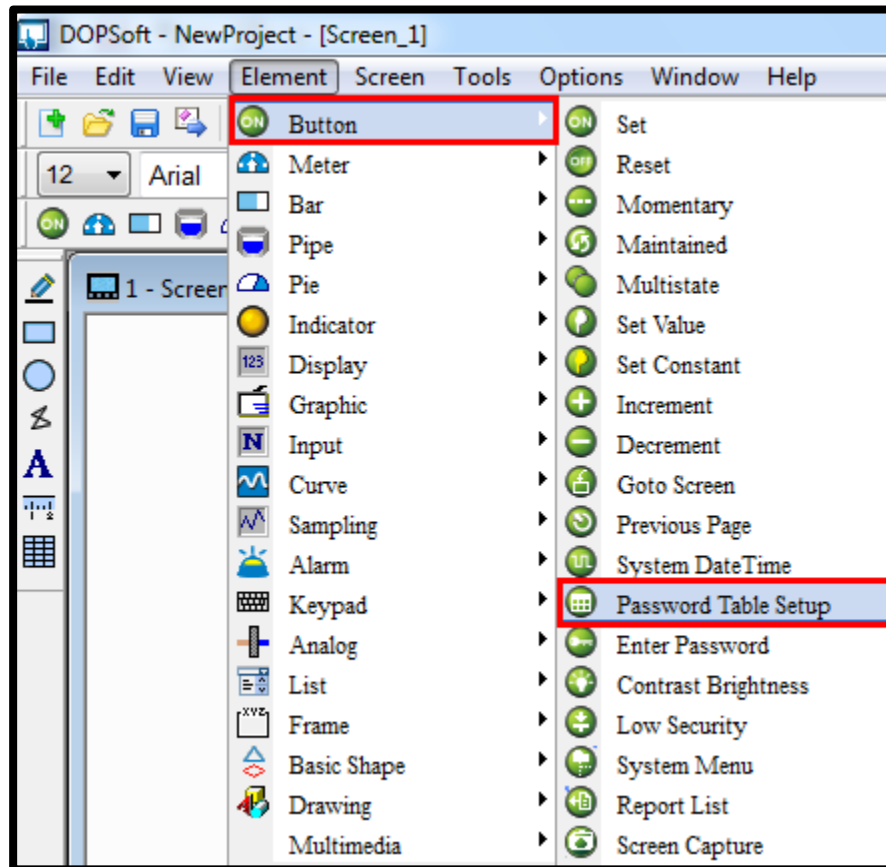 DOPSoft - NewProject - [Screen_1]
File Edit View Element Screen Tools Options Window Help
12 Arial
1 - Screen
Button
Meter
Bar
Pipe
Pie
Indicator
Display
Graphic
Input
Curve
Sampling
Alarm
Keypad
Analog
List
Frame
Basic Shape
Drawing
Multimedia
Set
Reset
Momentary
Maintained
Multistate
Set Value
Set Constant
Increment
Decrement
Goto Screen
Previous Page
System DateTime
Password Table Setup
Enter Password
Contrast Brightness
Low Security
System Menu
Report List
Screen Capture